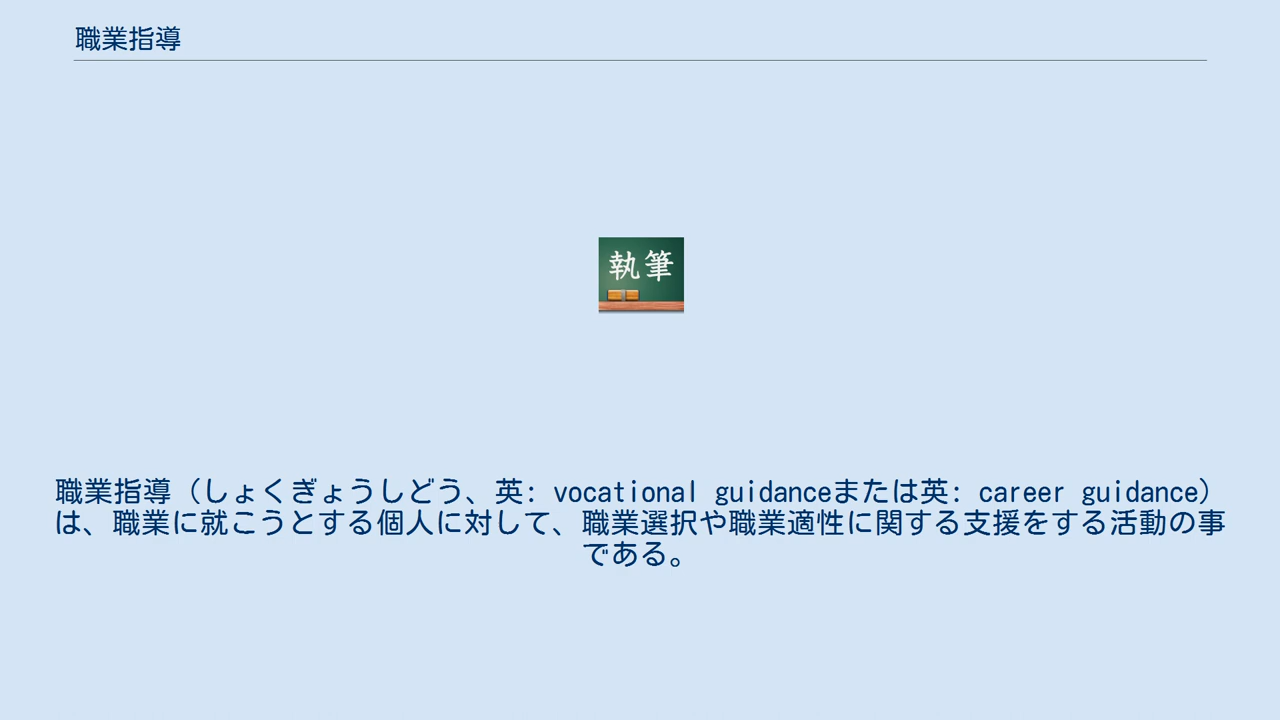 職業指導
執筆
職業指導（しょくぎょうしどう、英: vocational guidanceまたは英: career guidance）
は、職業に就こうとする個人に対して、職業選択や職業適性に関する支援をする活動の事
である。